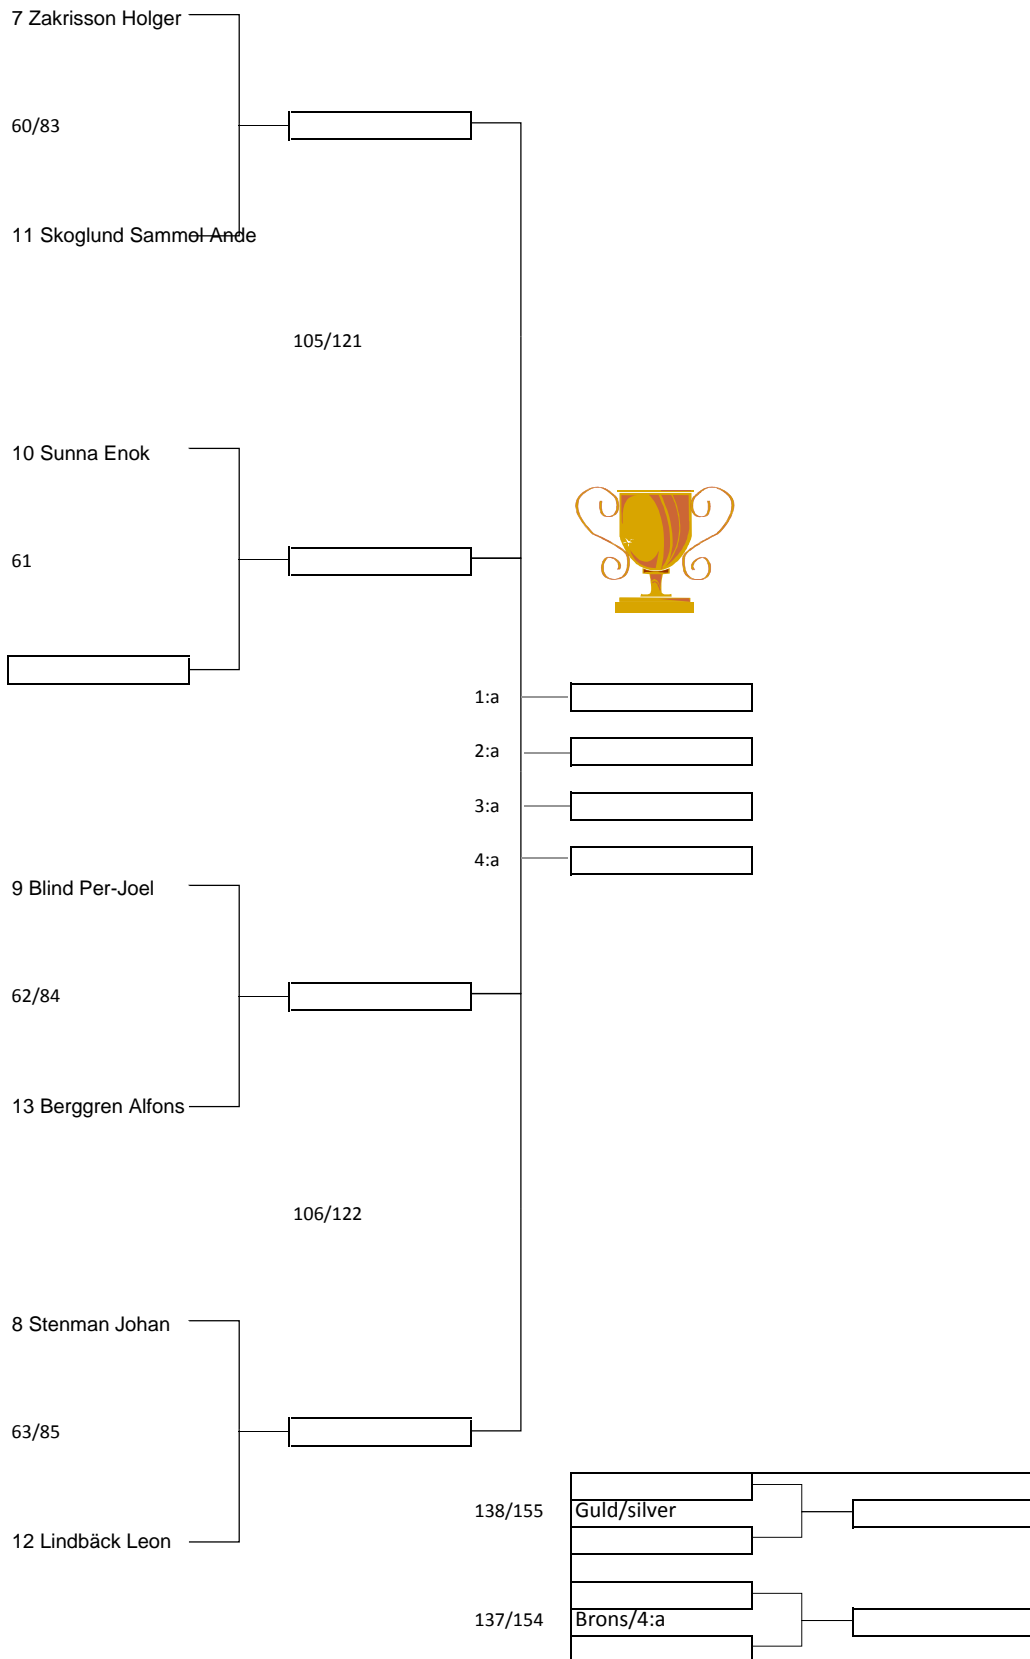 7 Zakrisson Holger
60/83
11 Skoglund Sammol Ande
105/121
10 Sunna Enok
61
1:a
2:a
3:a
4:a
9 Blind Per-Joel
62/84
13 Berggren Alfons
106/122
8 Stenman Johan
63/85
138/155 Guld/silver
12 Lindbäck Leon
137/154 Brons/4:a